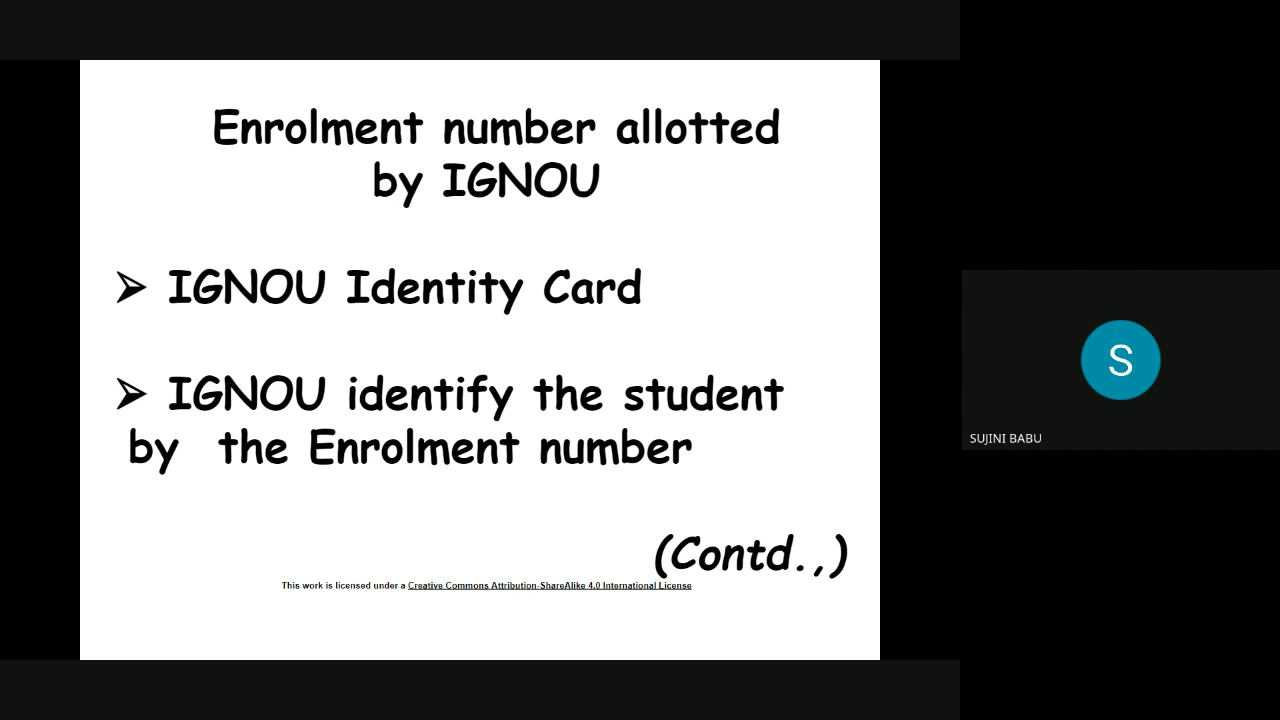 Enrolment number allotted
by IGNOU
➢ IGNOU Identity Card
➢ IGNOU identify the student
by the Enrolment number
(Contd.,)
This work is licensed under a Creative Commons Attribution-ShareAlike 4.0 International License
S
SUJINI BABU